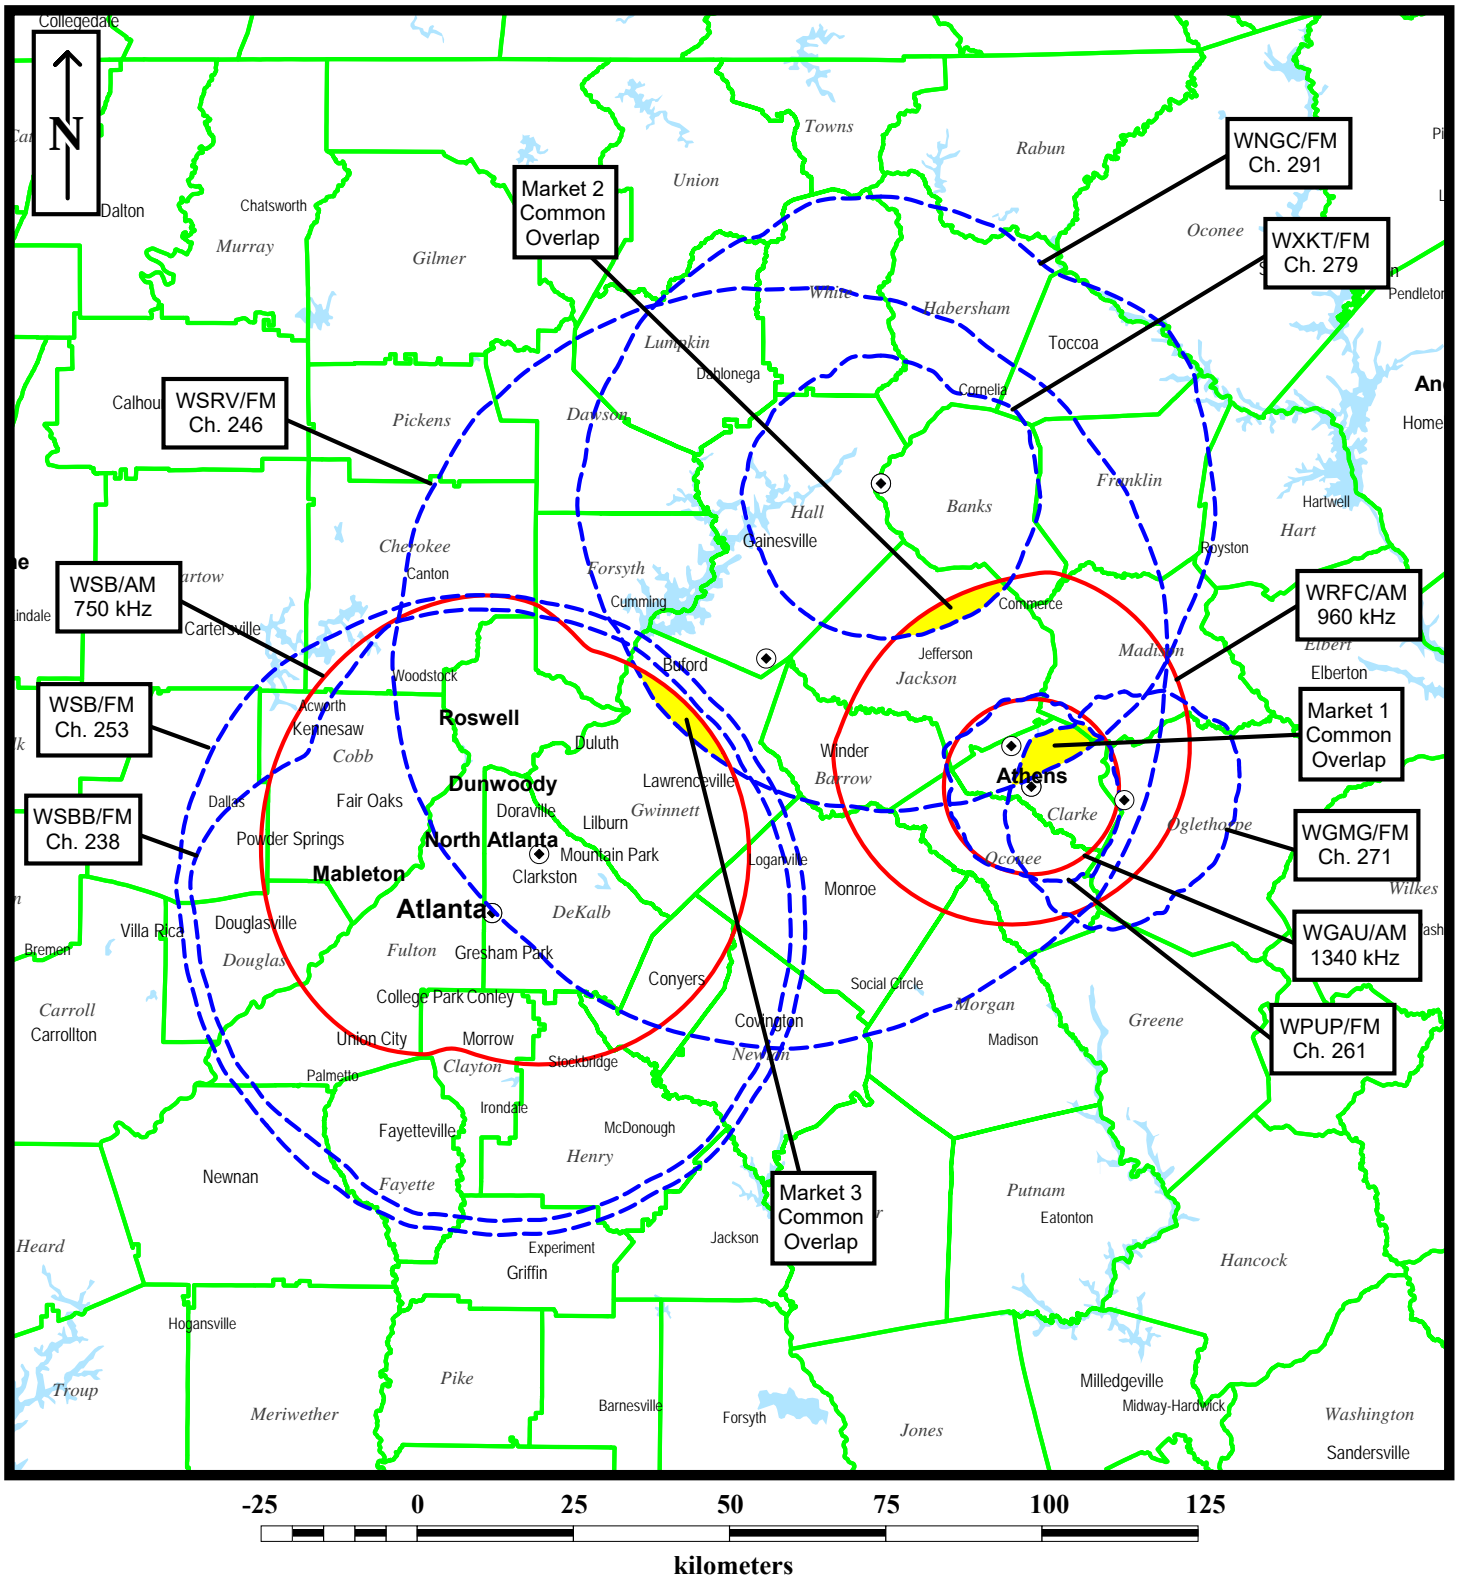 Collegedale
N
Dalton
Chatsworth
Murray
Gilmer
Union
Towns
Rabun
Oconee
Pendleton
WNGC/FM
Ch. 291
WXKT/FM
Ch. 279
Market 2
Common
Overlap
White
Habersham
Toccoa
Lumpkin
Dahlonega
Cornelia
WSRV/FM
Ch. 246
Calhou
Pickens
Dawson
An
Home
Franklin
Hartwell
Hart
Hall
Banks
Gainesville
Royston
Cherokee
Canton
Forsyth
Cumming
WSB/AM
750 kHz
artow
indale
Cartersville
Commerce
WRFC/AM
960 kHz
Elbert
Elberton
Madison
Jefferson
Jackson
Buford
Woodstock
WSB/FM
Ch. 253
Acworth
Kennesaw
Cobb
Roswell
Duluth
Market 1
Common
Overlap
Winder
Barrow
Athens
Clarke
Oglethorpe
Oconee
Dunwoody
Doraville
Lawrenceville
Gwinnett
Lilburn
Dallas
Fair Oaks
WSBB/FM
Ch. 238
Powder Springs
North Atlanta
Mountain Park
Clarkston
Loganville
Mableton
Monroe
WGMG/FM
Ch. 271
Wilkes
Atlanta
DeKalb
Villa Rica
Douglasville
Bremen
Douglas
Fulton
Gresham Park
WGAU/AM
1340 kHz
ash
Conyers
Social Circle
College Park
Conley
Carroll
Carrollton
Union City
Morrow
Covington
Newton
Morgan
Madison
Greene
WPUP/FM
Ch. 261
Clayton
Stockbridge
Palmetto
Irondale
Fayetteville
McDonough
Henry
Newnan
Fayette
Market 3
Common
Overlap
r
Putnam
Eatonton
Heard
Experiment
Griffin
Jackson
Hancock
Hogansville
Troup
Pike
Meriwether
Barnesville
Forsyth
Jones
Milledgeville
Midway-Hardwick
Washington
Sandersville
-25 0 25 50 75 100 125
kilometers